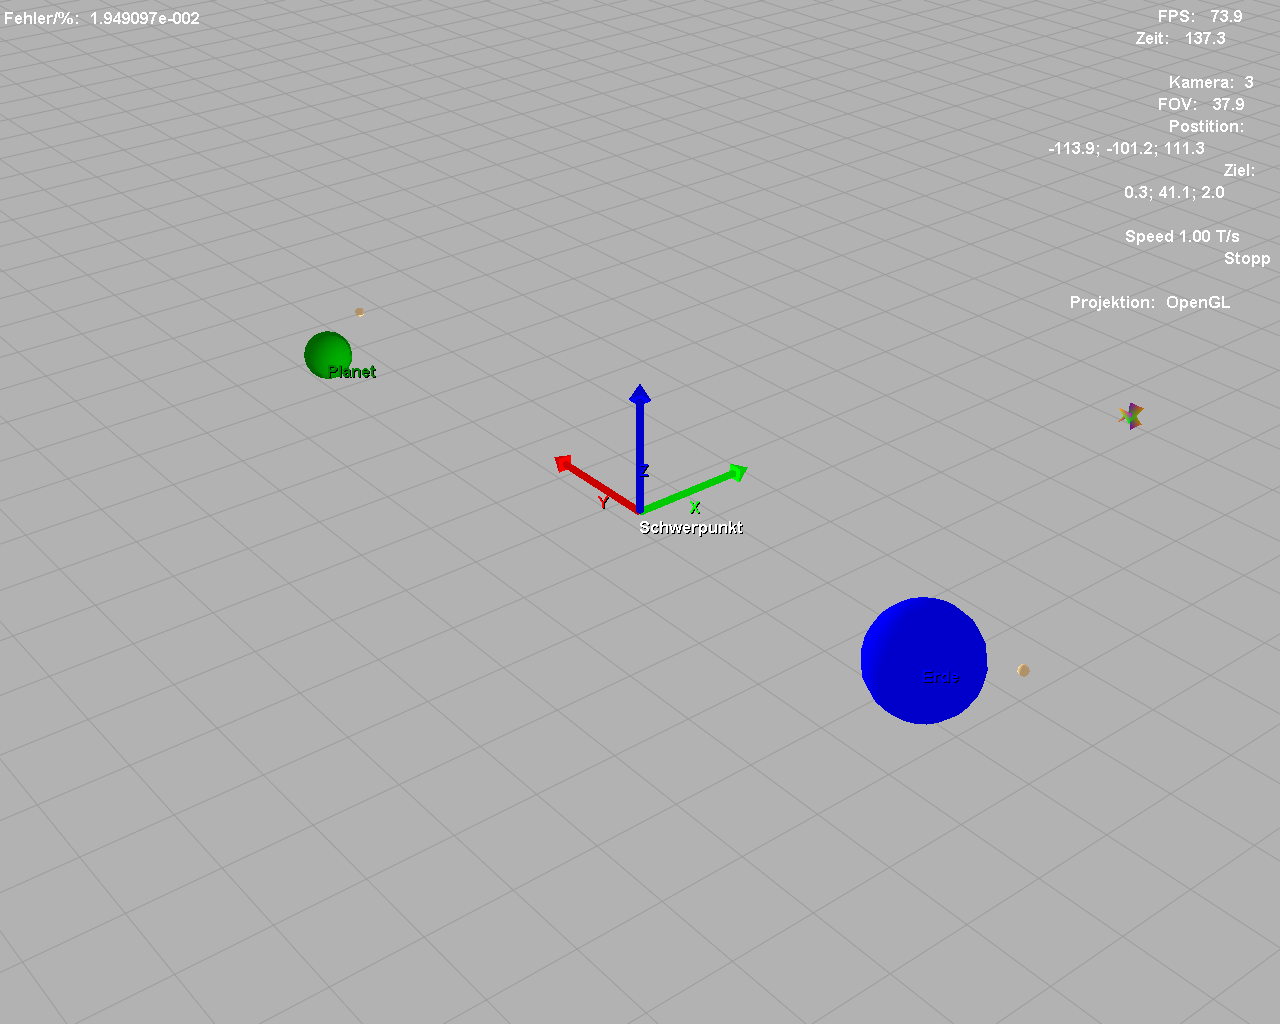 Fehler/%: 1.949097e-002
FPS: 73.9
Zeit: 137.3
Kamera: 3
FOV: 37.9
Postition:
-113.9; -101.2; 111.3
Ziel:
0.3; 41.1; 2.0
Speed 1.00 T/s
Stopp
Projektion: OpenGL
Planet
Z
Y
X
Schwerpunkt
Erde